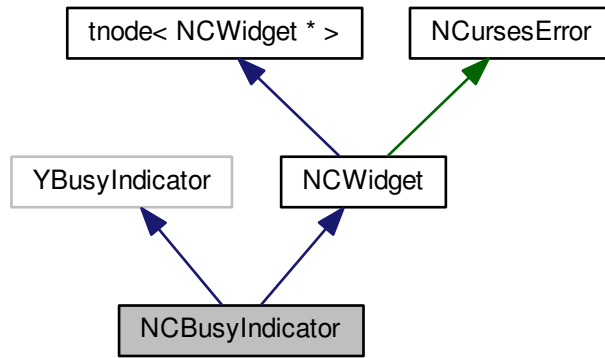 tnode< NCWidget * >
NCursesError
YBusyIndicator
NCWidget
NCBusyIndicator